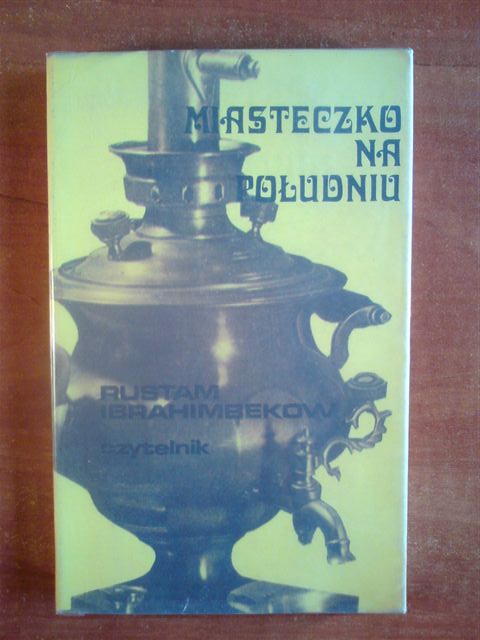 MIASTECZKO
NA
POŁUDNIU
RUSTAM
IBRAHIMBEKOW
czytelnik